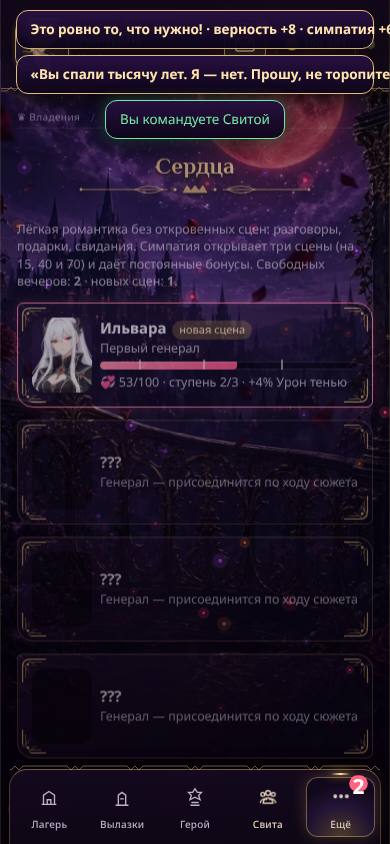 Это ровно то, что нужно! · верность +8 · симпатия +6
«Вы спали тысячу лет. Я — нет. Прошу, не торопите
♛ Владения /
Вы командуете Свитой
Сердца
Лёгкая романтика без откровенных сцен: разговоры,
подарки, свидания. Симпатия открывает три сцены (на
15, 40 и 70) и даёт постоянные бонусы. Свободных
вечеров: 2 · новых сцен: 1.
Ильвара новая сцена
Первый генерал
💞 53/100 · ступень 2/3 · +4% Урон тенью
???
Генерал — присоединится по ходу сюжета
???
Генерал — присоединится по ходу сюжета
???
Генерал — присоединится по ходу сюжета
2
Лагерь Вылазки Герой Свита Ещё